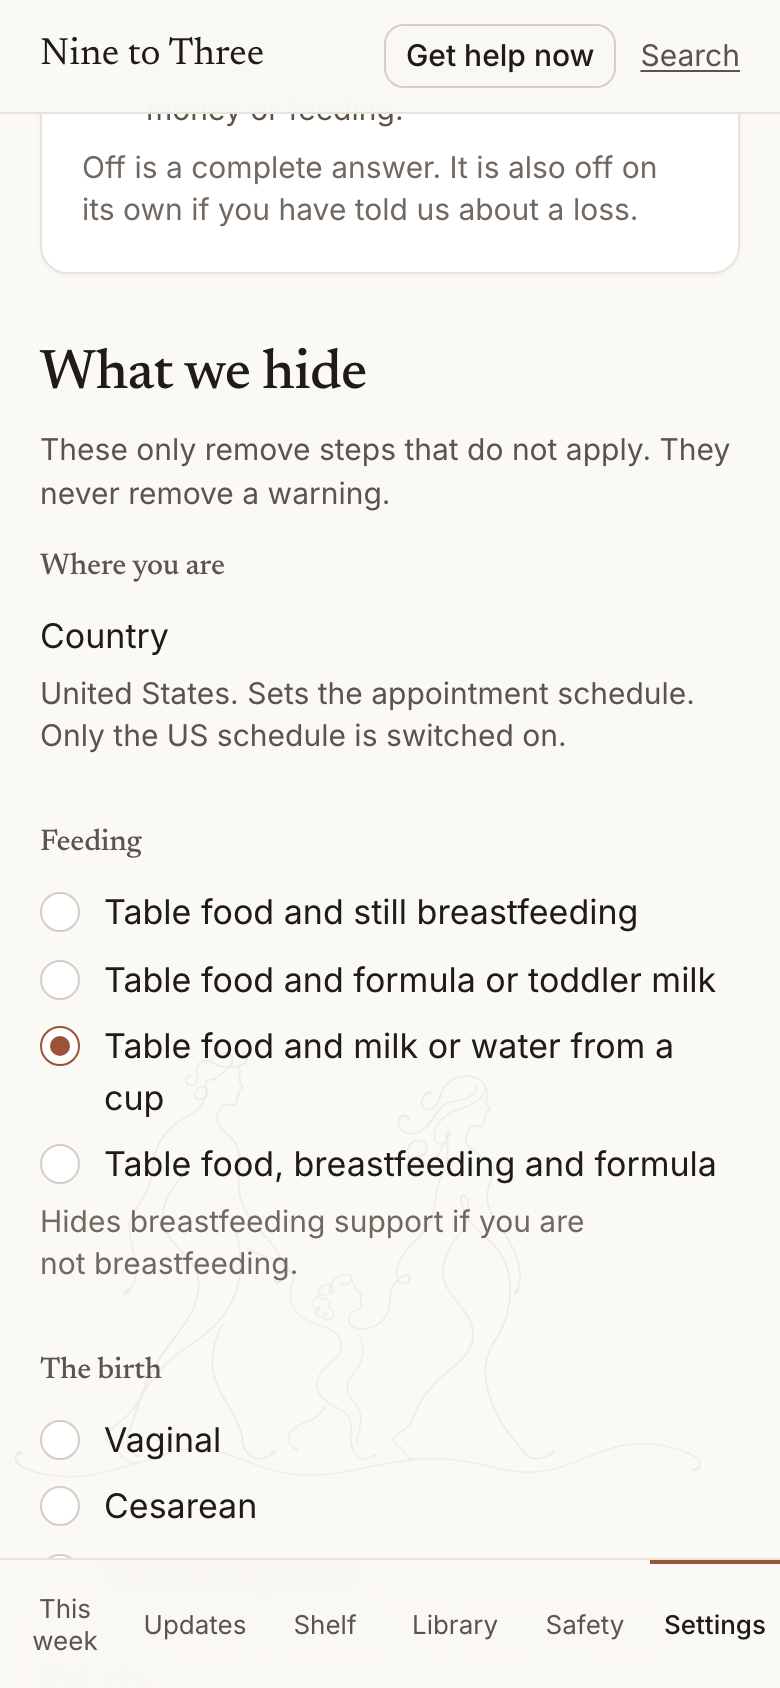 Nine to Three
Get help now
Search
money or feeding.
Off is a complete answer. It is also off on
its own if you have told us about a loss.
What we hide
These only remove steps that do not apply. They
never remove a warning.
Where you are
Country
United States. Sets the appointment schedule.
Only the US schedule is switched on.
Feeding
Table food and still breastfeeding
Table food and formula or toddler milk
Table food and milk or water from a
cup
Table food, breastfeeding and formula
Hides breastfeeding support if you are
not breastfeeding.
The birth
Vaginal
Cesarean
This
week
Updates
Shelf
Library
Safety
Settings